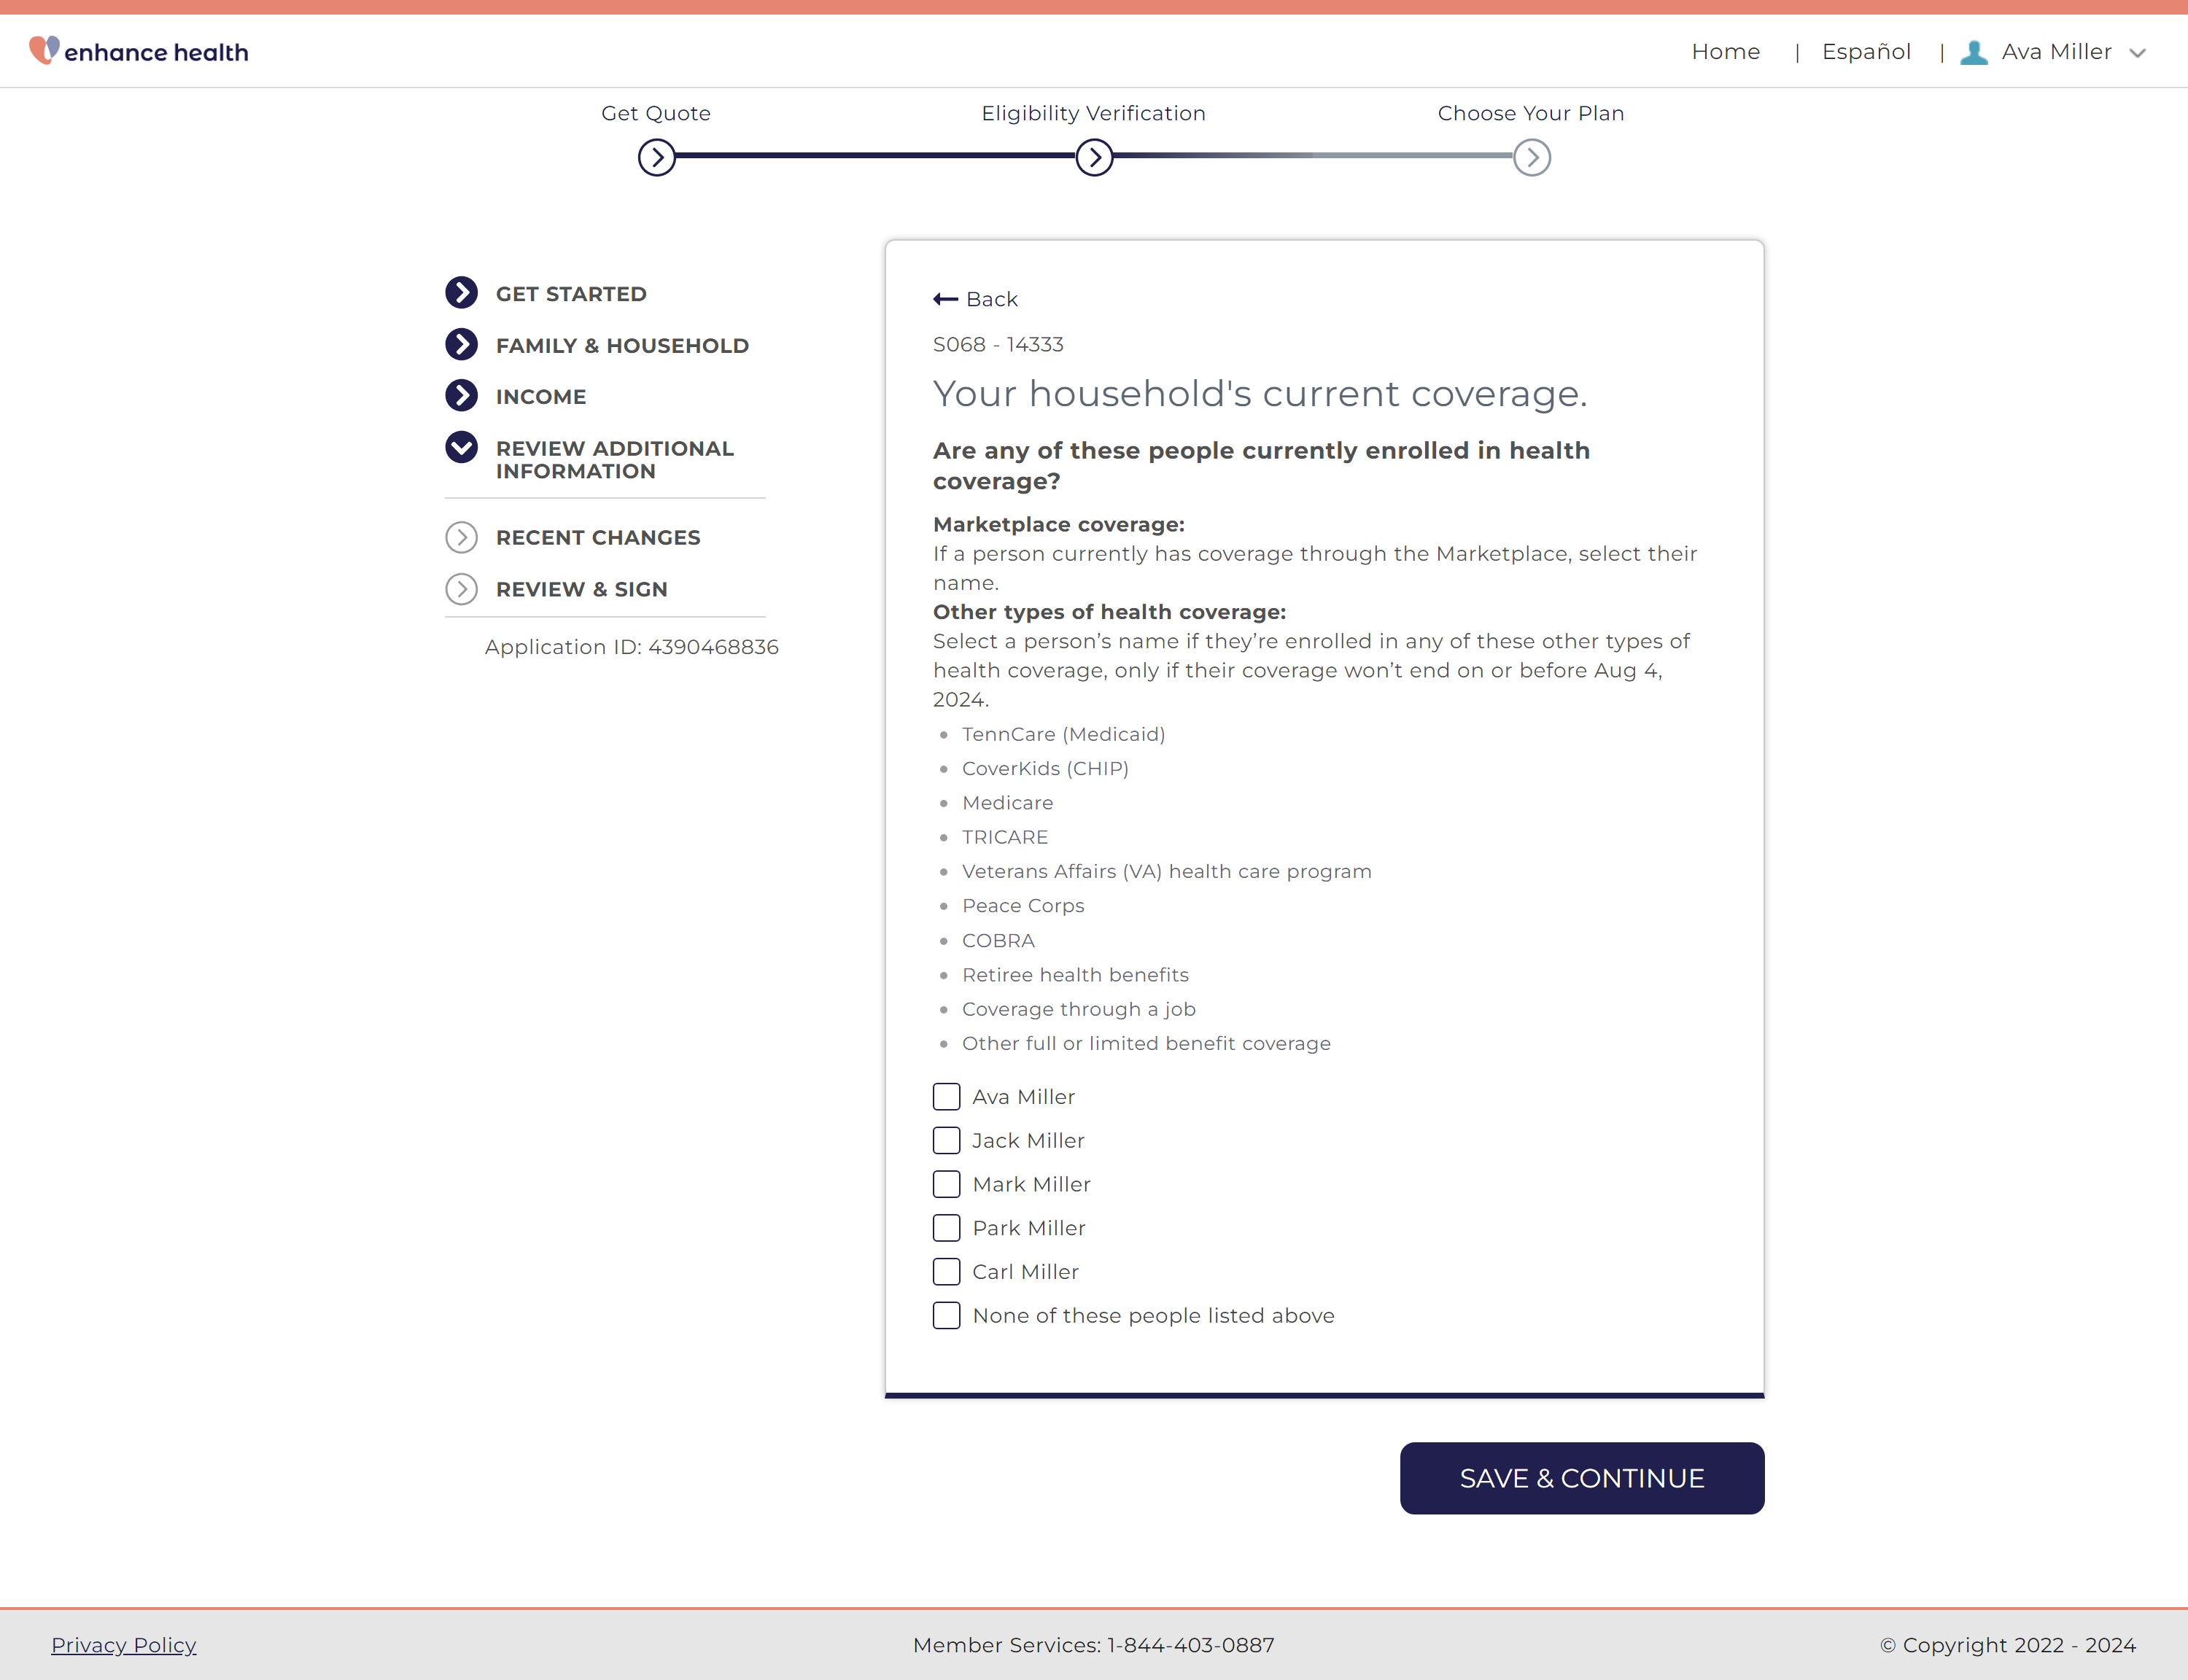 enhance health
Home | Español | Ava Miller
Get Quote
Eligibility Verification
Choose Your Plan
GET STARTED
FAMILY & HOUSEHOLD
INCOME
REVIEW ADDITIONAL
INFORMATION
RECENT CHANGES
REVIEW & SIGN
Application ID: 4390468836
Back
S068 - 14333
Your household's current coverage.
Are any of these people currently enrolled in health
coverage?
Marketplace coverage:
If a person currently has coverage through the Marketplace, select their
name.
Other types of health coverage:
Select a person’s name if they’re enrolled in any of these other types of
health coverage, only if their coverage won’t end on or before Aug 4,
2024.
• TennCare (Medicaid)
• CoverKids (CHIP)
• Medicare
• TRICARE
• Veterans Affairs (VA) health care program
• Peace Corps
• COBRA
• Retiree health benefits
• Coverage through a job
• Other full or limited benefit coverage
Ava Miller
Jack Miller
Mark Miller
Park Miller
Carl Miller
None of these people listed above
SAVE & CONTINUE
Privacy Policy
Member Services: 1-844-403-0887
© Copyright 2022 - 2024